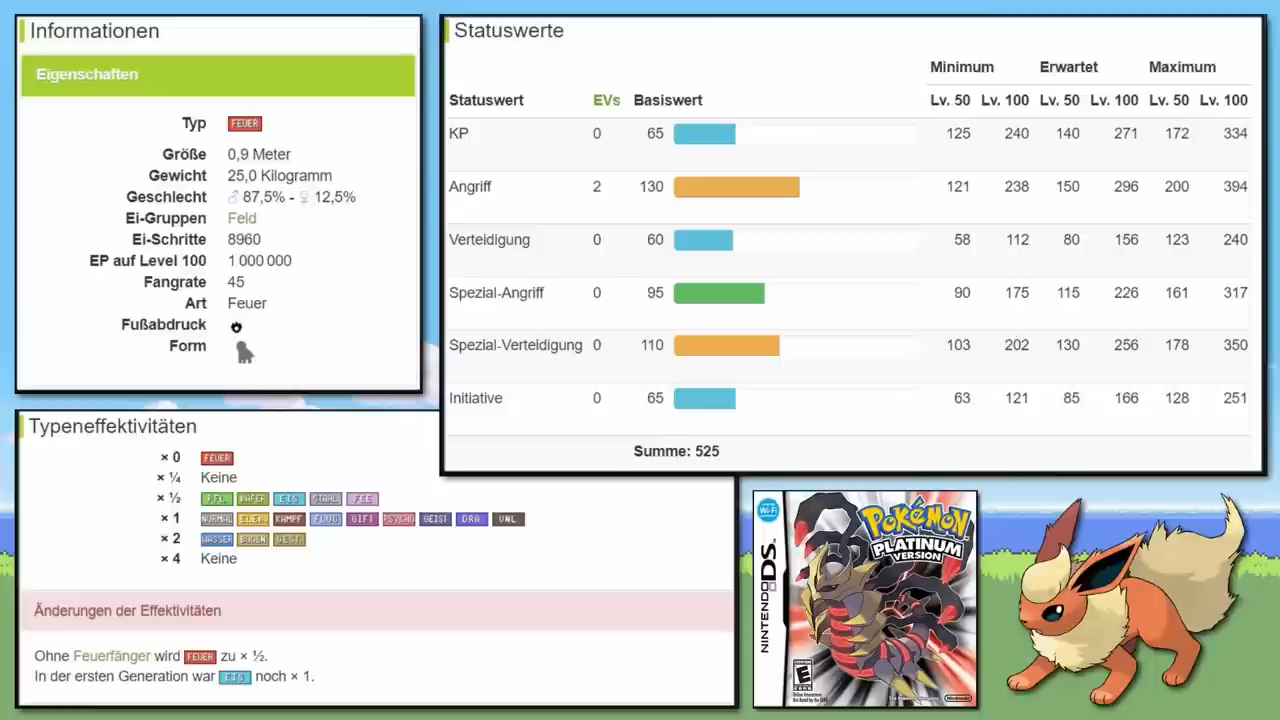 Informationen
Eigenschaften
Typ FEUER
Größe 0,9 Meter
Gewicht 25,0 Kilogramm
Geschlecht ♂ 87,5% - ♀ 12,5%
Ei-Gruppen Feld
Ei-Schritte 8960
EP auf Level 100 1 000 000
Fangrate 45
Art Feuer
Fußabdruck
Form
Statuswerte
Minimum Erwartet Maximum
Statuswert EVs Basiswert Lv. 50 Lv. 100 Lv. 50 Lv. 100 Lv. 50 Lv. 100
KP 0 65 125 240 140 271 172 334
Angriff 2 130 121 238 150 296 200 394
Verteidigung 0 60 58 112 80 156 123 240
Spezial-Angriff 0 95 90 175 115 226 161 317
Spezial-Verteidigung 0 110 103 202 130 256 178 350
Initiative 0 65 63 121 85 166 128 251
Summe: 525
Typeneffektivitäten
× 0 FEUER
× ¼ Keine
× ½ PFL KÄFER EIS STAHL FEE
× 1 NORMAL ELEK. KAMPF FLUG GIFT PSYCHO GEIST DRA UNL
× 2 WASSER BODEN GEST.
× 4 Keine
Änderungen der Effektivitäten
Ohne Feuerfänger wird FEUER zu × ½.
In der ersten Generation war EIS noch × 1.
Wi-Fi
NINTENDO DS
POKéMON
PLATINUM
VERSION
EVERYONE
E
Nintendo